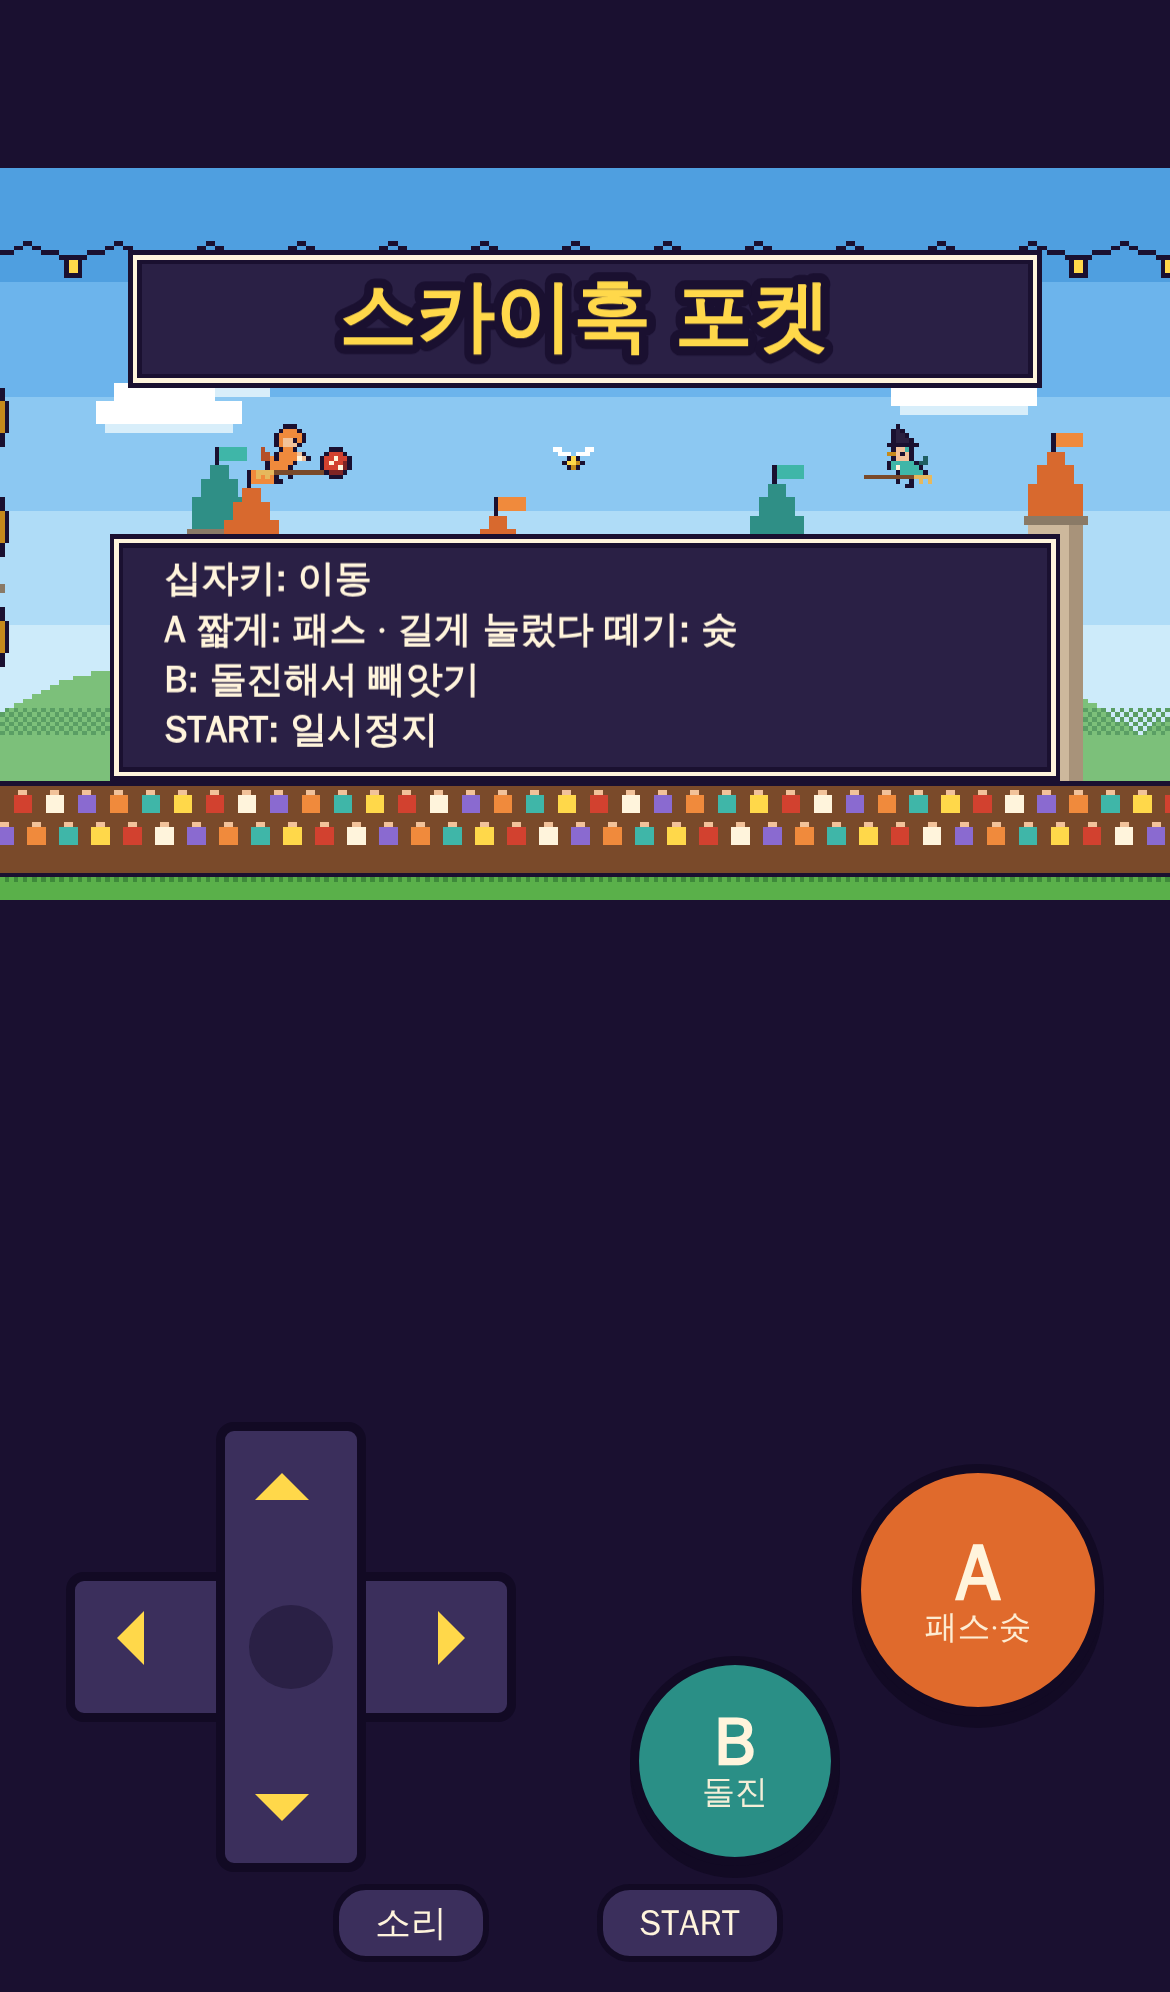 스카이훅 포켓
십자키: 이동
A 짧게: 패스 · 길게 눌렀다 떼기: 슛
B: 돌진해서 빼앗기
START: 일시정지
A
패스·슛
B
돌진
소리
START